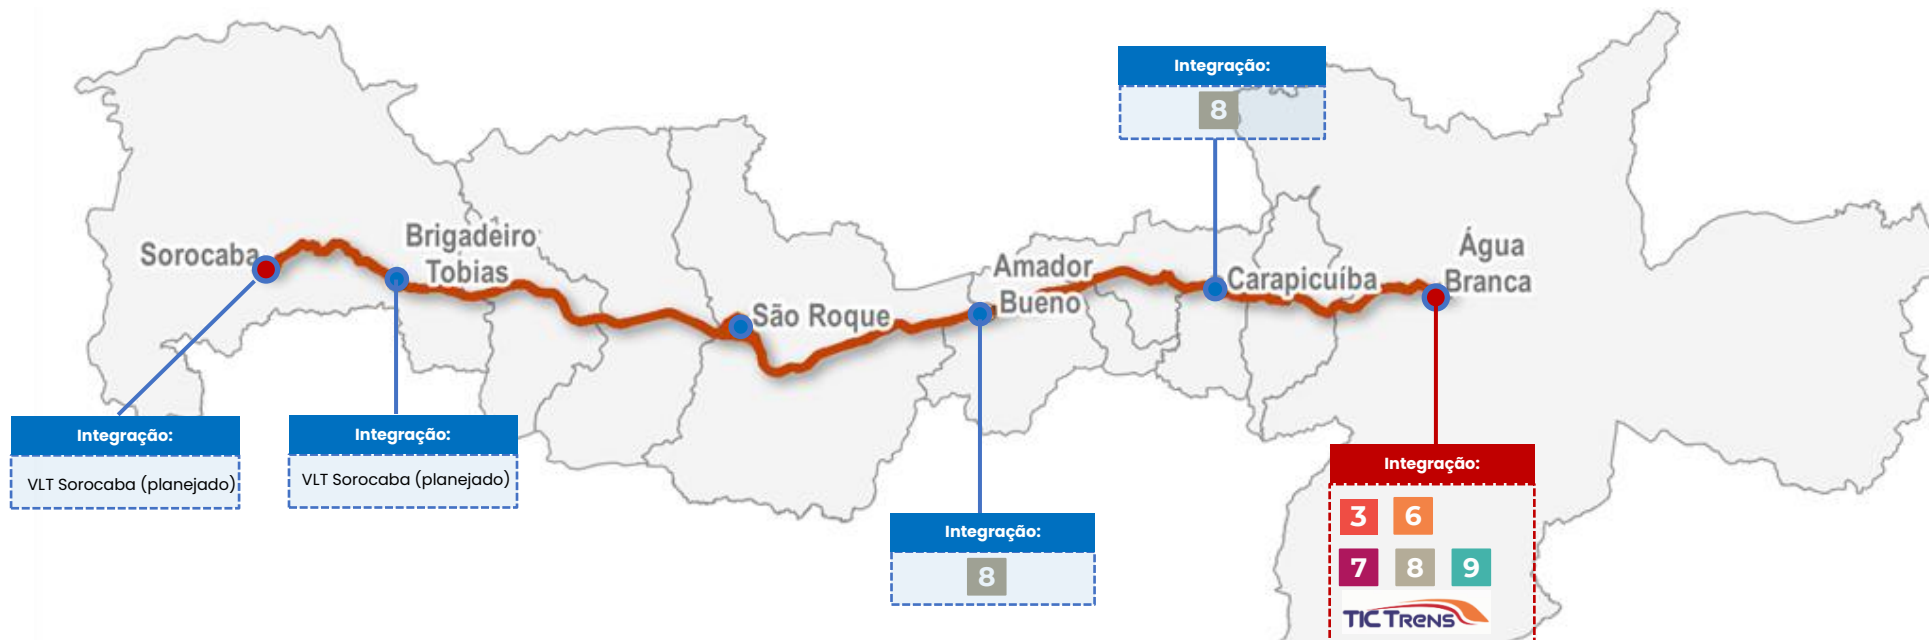 Integração:
8
Sorocaba
Brigadeiro
Tobias
São Roque
Amador
Bueno
Carapicuíba
Água
Branca
Integração:
VLT Sorocaba (planejado)
Integração:
VLT Sorocaba (planejado)
Integração:
8
Integração:
3 6
7 8 9
TIC TRENS